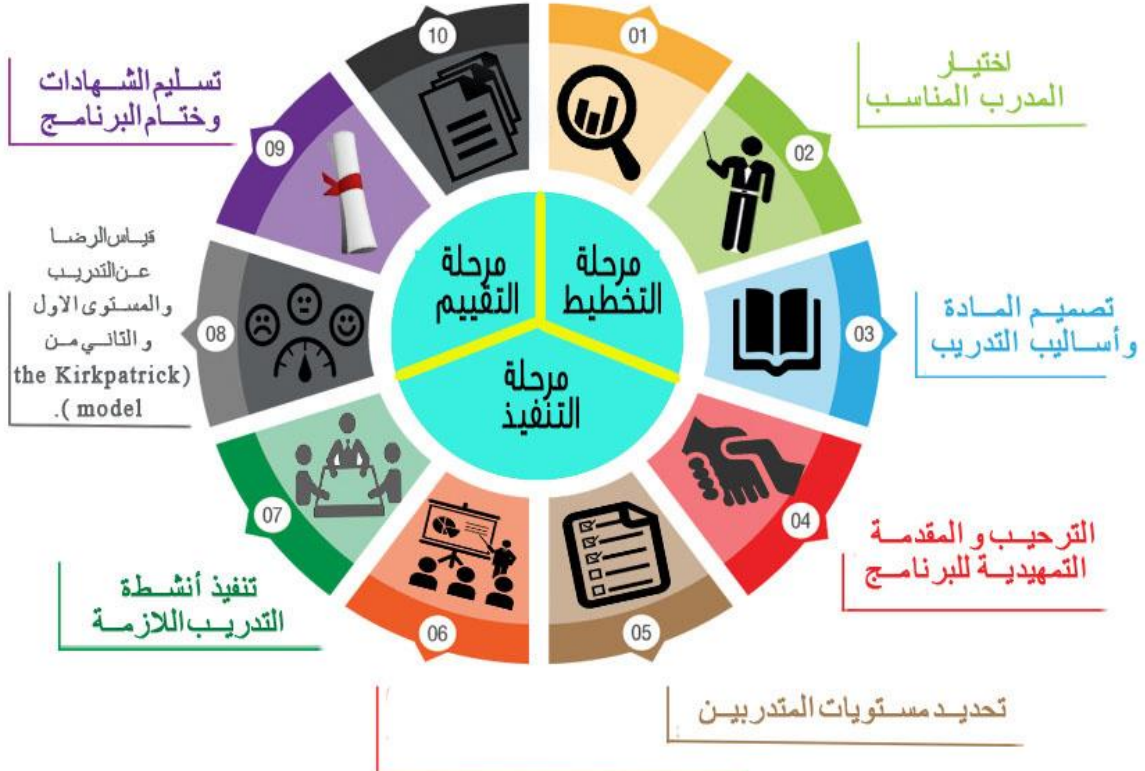 10
01
اختيار
المدرب المناسب
02
تصميم المادة
وأساليب التدريب
03
الترحيب و المقدمة
التمهيدية للبرنامج
04
تحديد مستويات المتدربين
05
06
تنفيذ أنشطة
التدريب اللازمة
07
قياس الرضا
عن التدريب
والمستوى الاول
و الثاني من
the Kirkpatrick)
.( model
08
تسليم الشهادات
وختام البرنامج
09
مرحلة
التخطيط
مرحلة
التنفيذ
مرحلة
التقييم